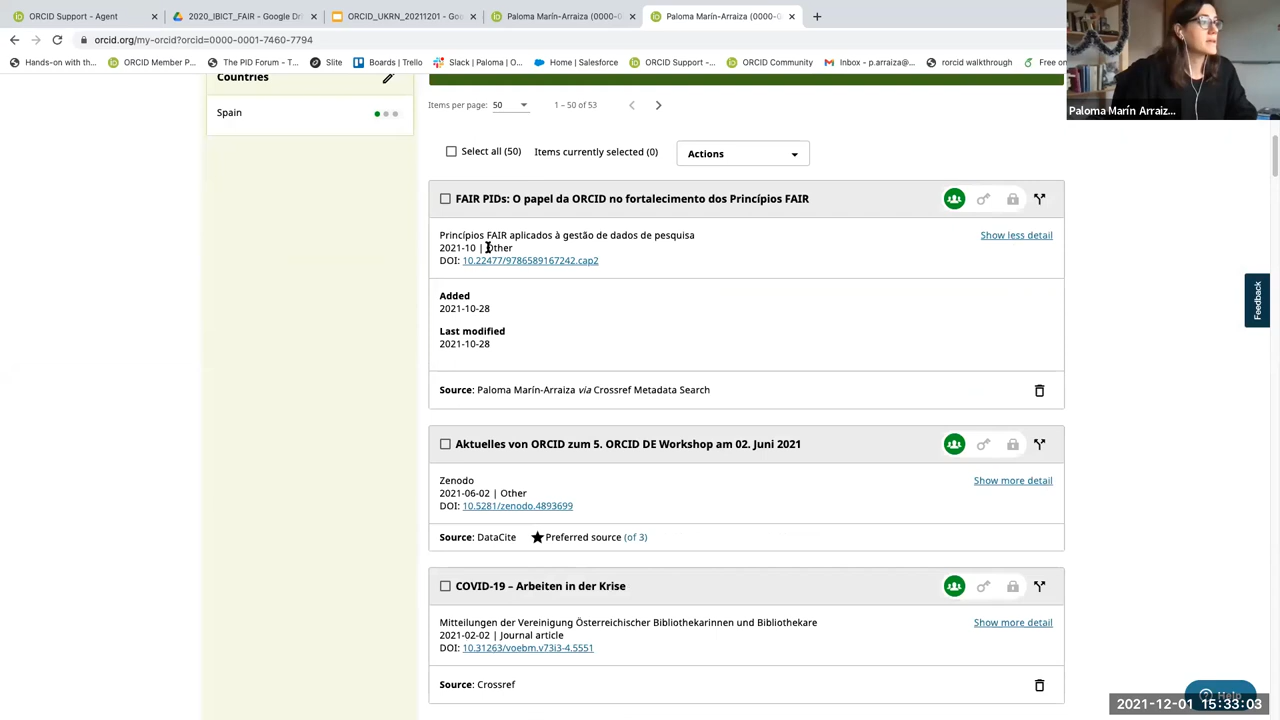 ORCID Support - Agent
2020_IBICT_FAIR - Google Dri
ORCID_UKRN_20211201 - Goo
Paloma Marín-Arraiza (0000-0
Paloma Marín-Arraiza (0000-0
orcid.org/my-orcid?orcid=0000-0001-7460-7794
Hands-on with th...
ORCID Member P...
The PID Forum - T...
Slite
Boards | Trello
Slack | Paloma | O...
Home | Salesforce
ORCID Support –...
ORCID Community
Inbox - p.arraiza@...
rorcid walkthrough
Free on
Paloma Marín Arraiz...
Countries
Spain
Items per page: 50
1 – 50 of 53
Select all (50)
Items currently selected (0)
Actions
FAIR PIDs: O papel da ORCID no fortalecimento dos Princípios FAIR
Princípios FAIR aplicados à gestão de dados de pesquisa
Show less detail
2021-10 | Other
DOI: 10.22477/9786589167242.cap2
Added
2021-10-28
Last modified
2021-10-28
Source: Paloma Marín-Arraiza via Crossref Metadata Search
Feedback
Aktuelles von ORCID zum 5. ORCID DE Workshop am 02. Juni 2021
Zenodo
Show more detail
2021-06-02 | Other
DOI: 10.5281/zenodo.4893699
Source: DataCite
Preferred source (of 3)
COVID-19 – Arbeiten in der Krise
Mitteilungen der Vereinigung Österreichischer Bibliothekarinnen und Bibliothekare
Show more detail
2021-02-02 | Journal article
DOI: 10.31263/voebm.v73i3-4.5551
Source: Crossref
Help
2021-12-01 15:33:03